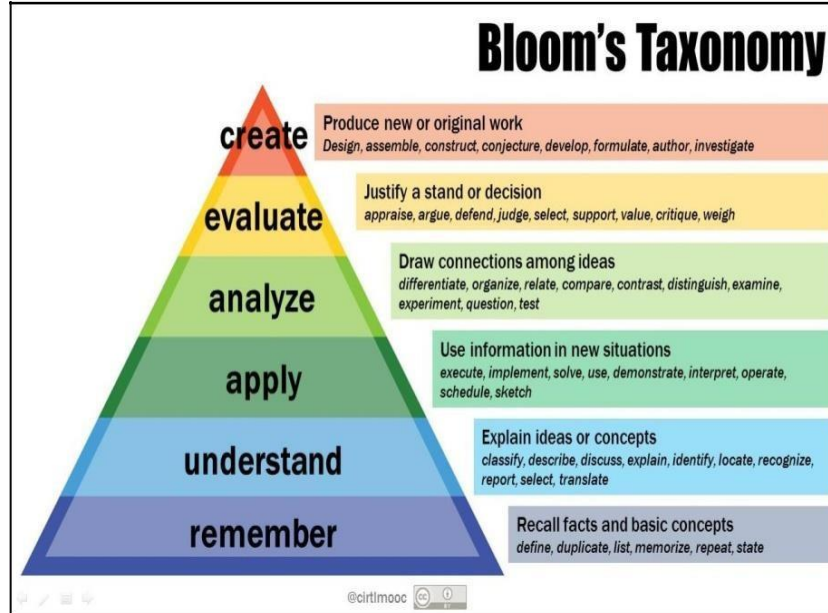 Bloom's Taxonomy
create
Produce new or original work
Design, assemble, construct, conjecture, develop, formulate, author, investigate
evaluate
Justify a stand or decision
appraise, argue, defend, judge, select, support, value, critique, weigh
analyze
Draw connections among ideas
differentiate, organize, relate, compare, contrast, distinguish, examine,
experiment, question, test
apply
Use information in new situations
execute, implement, solve, use, demonstrate, interpret, operate,
schedule, sketch
understand
Explain ideas or concepts
classify, describe, discuss, explain, identify, locate, recognize,
report, select, translate
remember
Recall facts and basic concepts
define, duplicate, list, memorize, repeat, state
@cirtlmooc
cc
BY